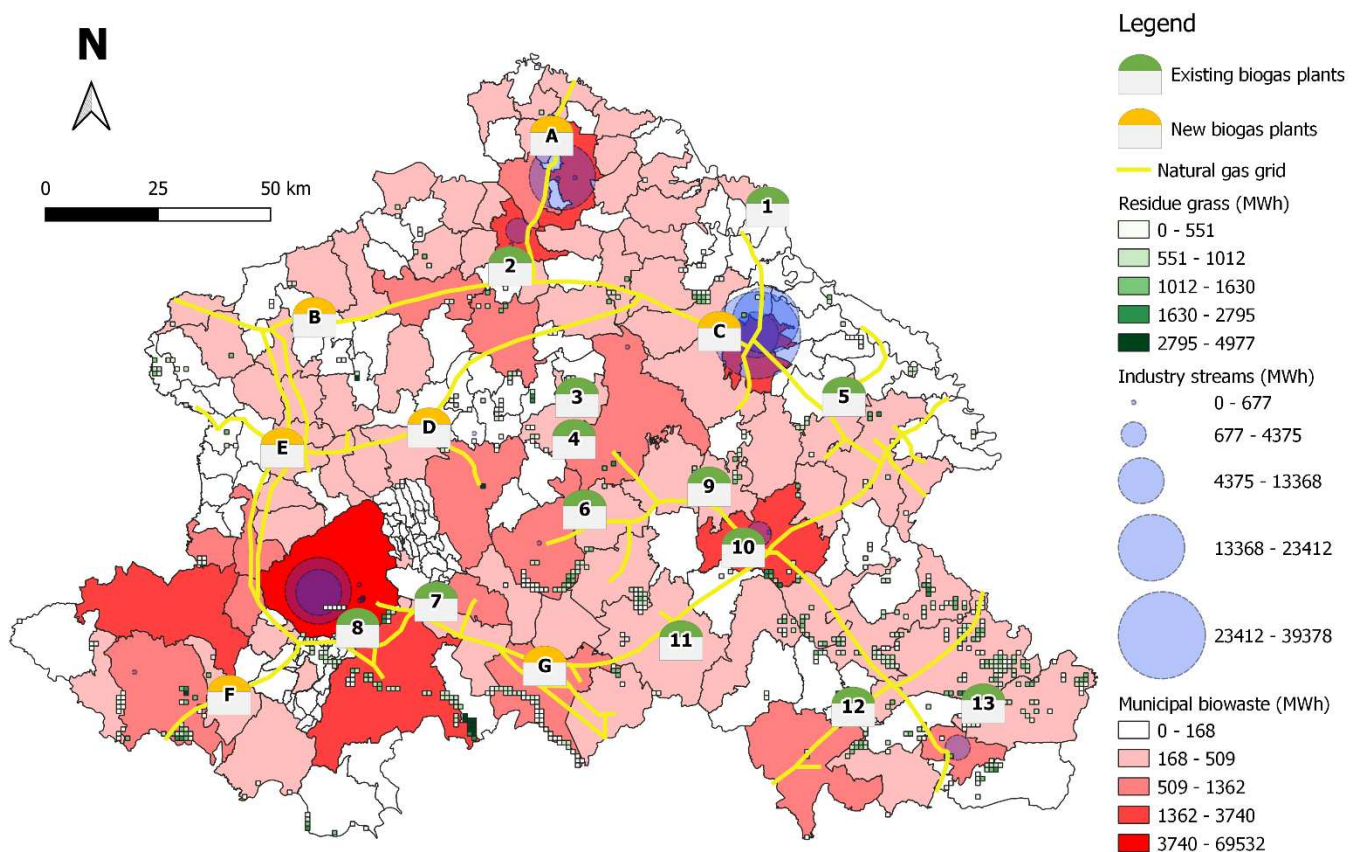 N
0 25 50 km
A
1
2
B
C
3
5
D
4
E
9
6
10
7
8
11
G
F
12
13
Legend
Existing biogas plants
New biogas plants
Natural gas grid
Residue grass (MWh)
0 - 551
551 - 1012
1012 - 1630
1630 - 2795
2795 - 4977
Industry streams (MWh)
0 - 677
677 - 4375
4375 - 13368
13368 - 23412
23412 - 39378
Municipal biowaste (MWh)
0 - 168
168 - 509
509 - 1362
1362 - 3740
3740 - 69532